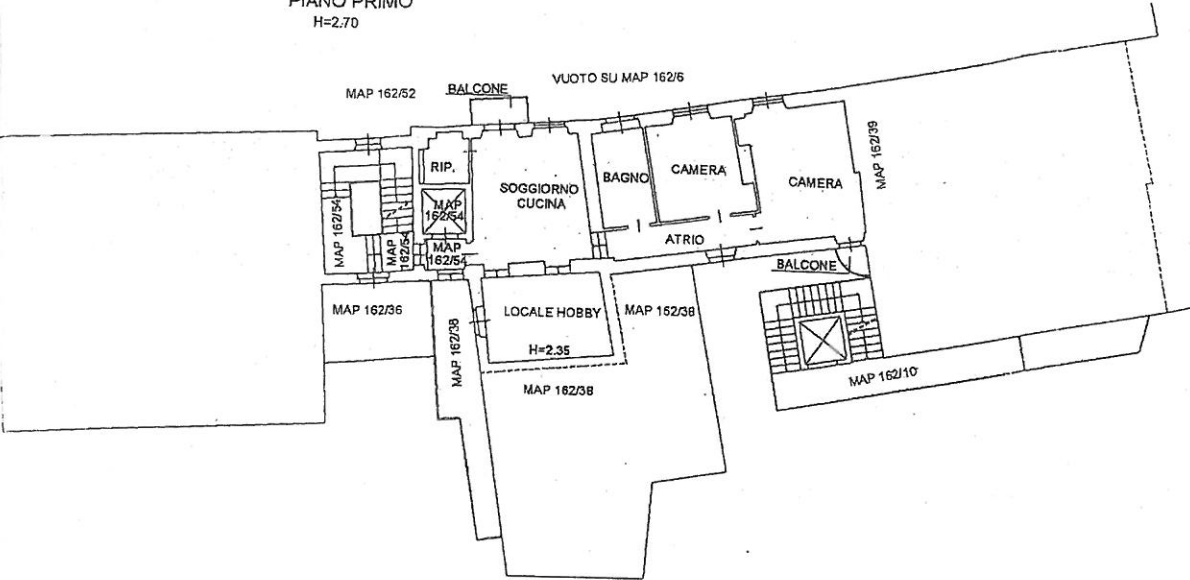 PIANO PRIMO
H=2.70
MAP 162/52
BALCONE
VUOTO SU MAP 162/6
RIP.
MAP
162/54
MAP
162/54
MAP 162/54
MAP
162/54
SOGGIORNO
CUCINA
BAGNO
CAMERA
CAMERA
MAP 162/39
ATRIO
BALCONE
MAP 162/36
MAP 162/38
LOCALE HOBBY
H=2.35
MAP 152/38
MAP 162/38
MAP 162/10